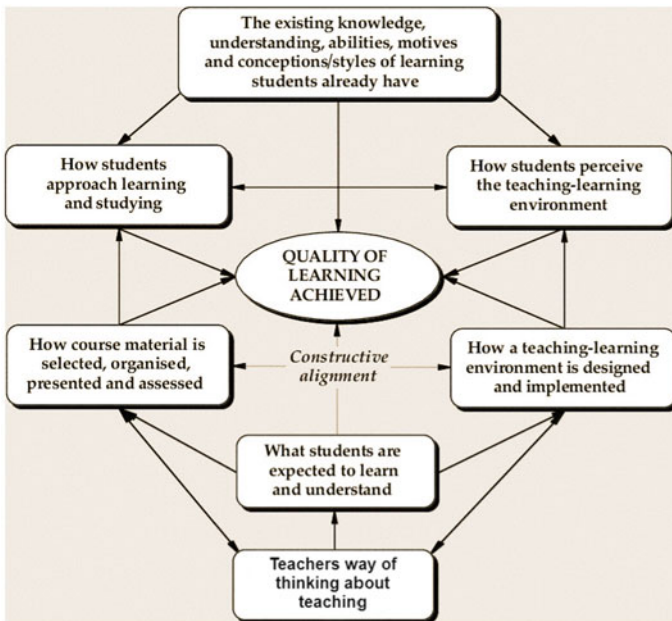 The existing knowledge,
understanding, abilities, motives
and conceptions/styles of learning
students already have
How students
approach learning
and studying
How students perceive
the teaching-learning
environment
QUALITY OF
LEARNING
ACHIEVED
How course material is
selected, organised,
presented and assessed
Constructive
alignment
How a teaching-learning
environment is designed
and implemented
What students are
expected to learn
and understand
Teachers way of
thinking about
teaching